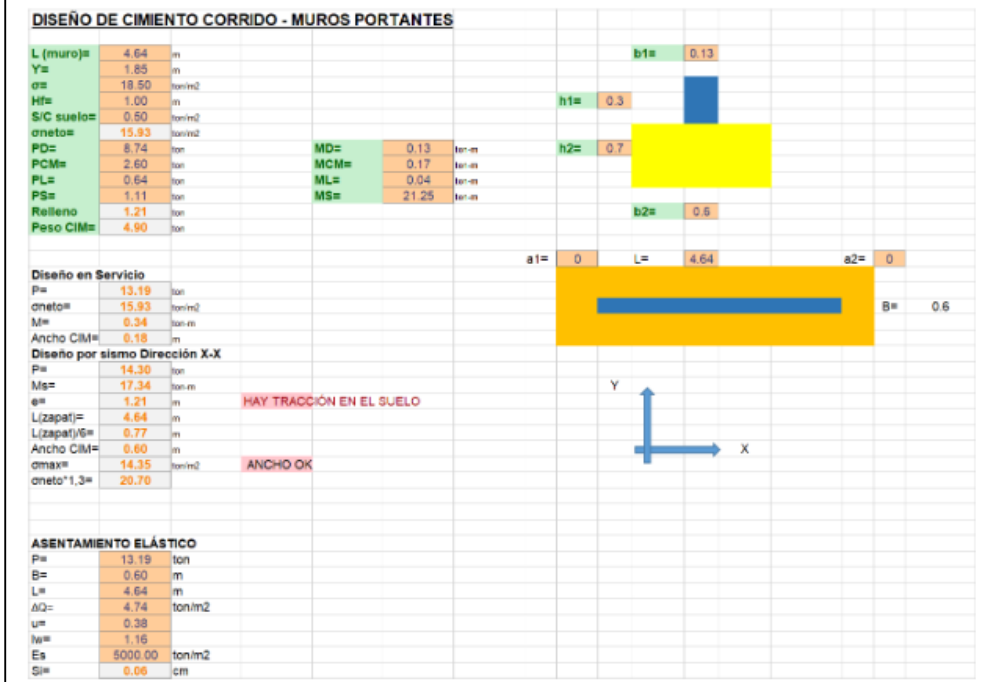 DISEÑO DE CIMIENTO CORRIDO - MUROS PORTANTES
L (muro)= 4.64 m b1= 0.13
Y= 1.85 m
σ= 18.50 ton/m2
Hf= 1.00 m h1= 0.3
S/C suelo= 0.50 ton/m2
σneto= 15.93 ton/m2
PD= 8.74 ton MD= 0.13 ton-m h2= 0.7
PCM= 2.60 ton MCM= 0.17 ton-m
PL= 0.64 ton ML= 0.04 ton-m
PS= 1.11 ton MS= 21.25 ton-m
Relleno 1.21 ton b2= 0.6
Peso CIM= 4.90 ton
a1= 0 L= 4.64 a2= 0
Diseño en Servicio
P= 13.19 ton
σneto= 15.93 ton/m2 B= 0.6
M= 0.34 ton-m
Ancho CIM= 0.18 m
Diseño por sismo Dirección X-X
P= 14.30 ton
Ms= 17.34 ton-m Y
e= 1.21 m HAY TRACCIÓN EN EL SUELO
L(zapat)= 4.64 m
L(zapat)/6= 0.77 m
Ancho CIM= 0.60 m X
σmax= 14.35 ton/m2 ANCHO OK
σneto*1,3= 20.70
ASENTAMIENTO ELÁSTICO
P= 13.19 ton
B= 0.60 m
L= 4.64 m
ΔQ= 4.74 ton/m2
u= 0.38
Iw= 1.16
Es 5000.00 ton/m2
Si= 0.06 cm